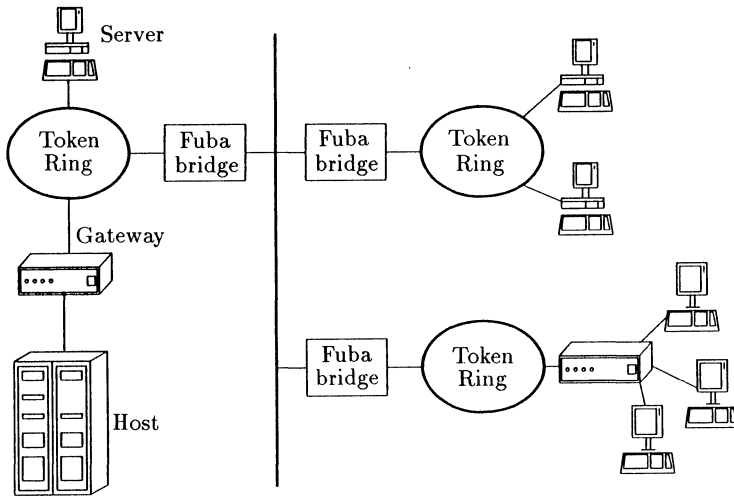 Server
Token
Ring
Fuba
bridge
Fuba
bridge
Token
Ring
Gateway
Host
Fuba
bridge
Token
Ring